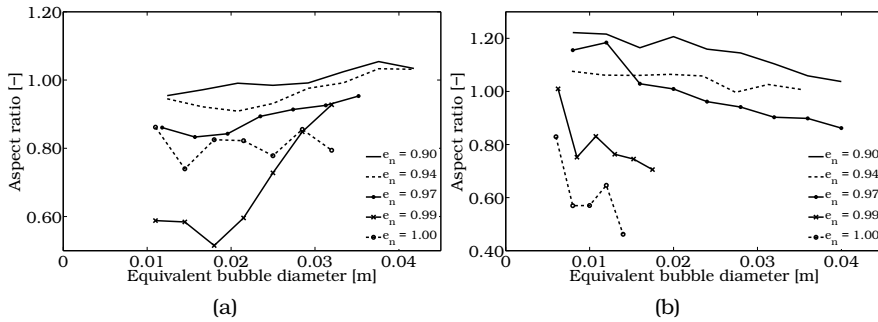 1.20
1.00
0.80
0.60
Aspect ratio [-]
0
0.01
0.02
0.03
0.04
Equivalent bubble diameter [m]
e_n = 0.90
e_n = 0.94
e_n = 0.97
e_n = 0.99
e_n = 1.00
(a)
1.20
1.00
0.80
0.60
0.40
Aspect ratio [-]
0
0.01
0.02
0.03
0.04
Equivalent bubble diameter [m]
e_n = 0.90
e_n = 0.94
e_n = 0.97
e_n = 0.99
e_n = 1.00
(b)